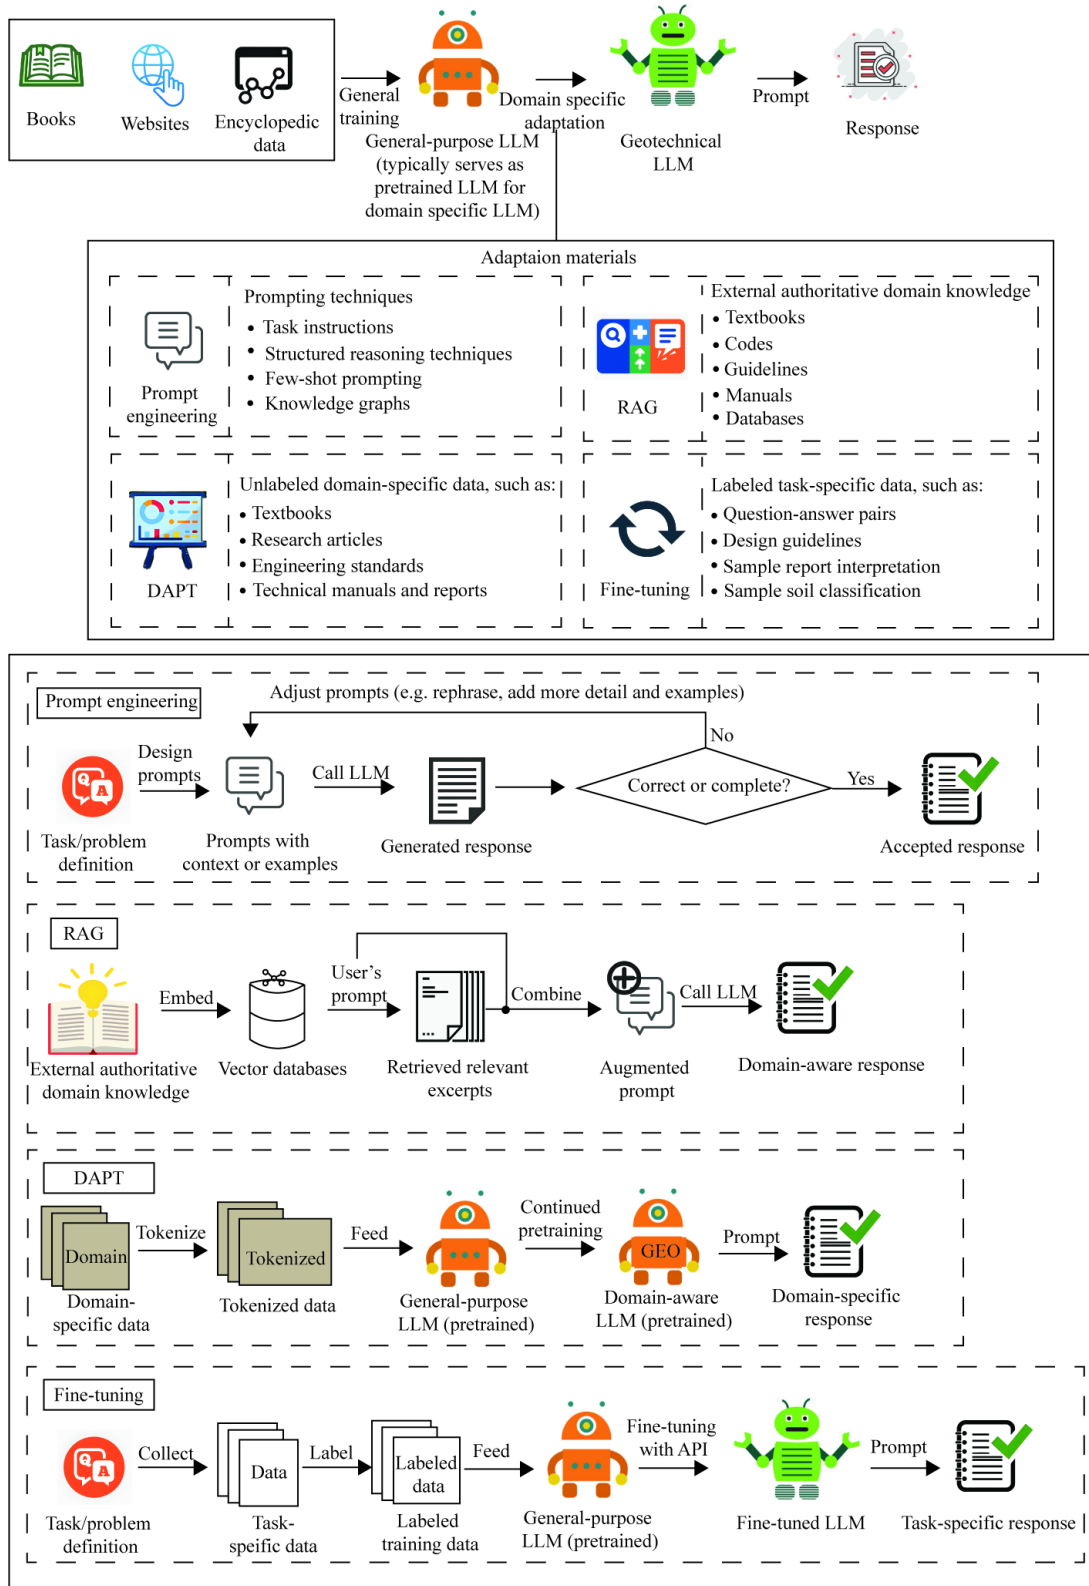 Books
Websites
Encyclopedic
data
General
training
General-purpose LLM
(typically serves as
pretrained LLM for
domain specific LLM)
Domain specific
adaptation
Geotechnical
LLM
Prompt
Response
Adaptaion materials
Prompt
engineering
Prompting techniques
• Task instructions
• Structured reasoning techniques
• Few-shot prompting
• Knowledge graphs
RAG
External authoritative domain knowledge
• Textbooks
• Codes
• Guidelines
• Manuals
• Databases
DAPT
Unlabeled domain-specific data, such as:
• Textbooks
• Research articles
• Engineering standards
• Technical manuals and reports
Fine-tuning
Labeled task-specific data, such as:
• Question-answer pairs
• Design guidelines
• Sample report interpretation
• Sample soil classification
Prompt engineering
Adjust prompts (e.g. rephrase, add more detail and examples)
Q
A
Task/problem
definition
Design
prompts
Prompts with
context or examples
Call LLM
Generated response
Correct or complete?
No
Yes
Accepted response
RAG
External authoritative
domain knowledge
Embed
Vector databases
User's
prompt
Retrieved relevant
excerpts
Combine
Augmented
prompt
Call LLM
Domain-aware response
DAPT
Domain
Domain-
specific data
Tokenize
Tokenized
Tokenized data
Feed
General-purpose
LLM (pretrained)
Continued
pretraining
GEO
Domain-aware
LLM (pretrained)
Prompt
Domain-specific
response
Fine-tuning
Q
A
Task/problem
definition
Collect
Data
Task-
speific data
Label
Labeled
data
Labeled
training data
Feed
General-purpose
LLM (pretrained)
Fine-tuning
with API
Fine-tuned LLM
Prompt
Task-specific response